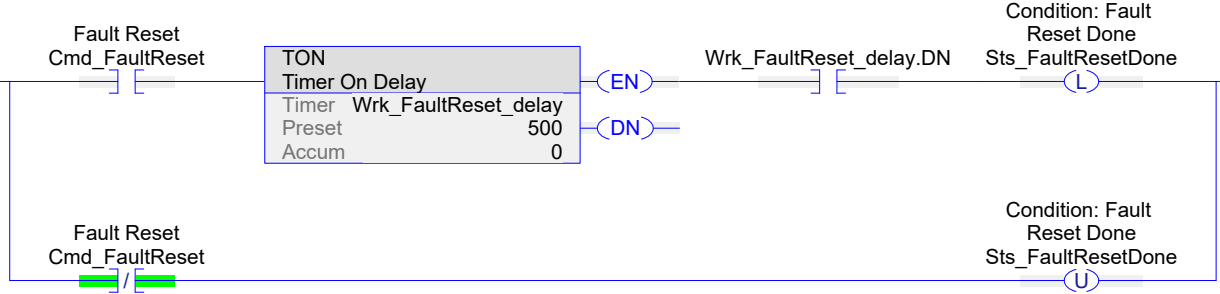 Fault Reset
Cmd_FaultReset
TON
Timer On Delay
Timer Wrk_FaultReset_delay
Preset 500
Accum 0
EN
DN
Wrk_FaultReset_delay.DN
Condition: Fault
Reset Done
Sts_FaultResetDone
L
Fault Reset
Cmd_FaultReset
/
Condition: Fault
Reset Done
Sts_FaultResetDone
U